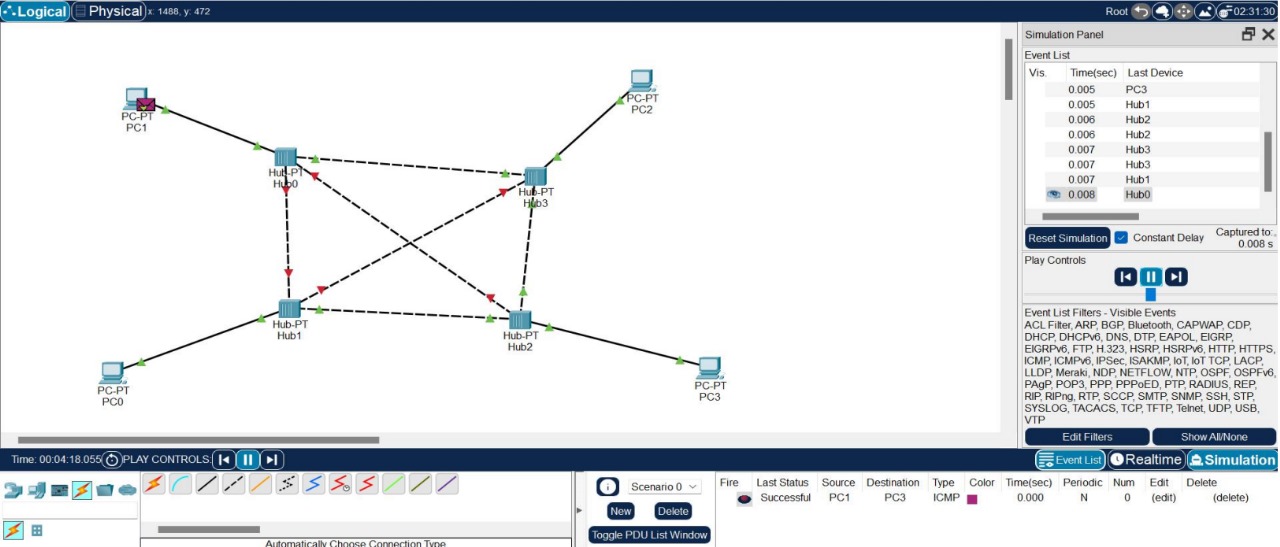 Logical Physical x: 1488, y: 472 Root 02:31:30
PC-PT
PC1
PC-PT
PC2
Hub-PT
Hub0
Hub-PT
Hub3
Hub-PT
Hub1
Hub-PT
Hub2
PC-PT
PC0
PC-PT
PC3
Simulation Panel
Event List
Vis. Time(sec) Last Device
0.005 PC3
0.005 Hub1
0.006 Hub2
0.006 Hub2
0.007 Hub3
0.007 Hub3
0.007 Hub1
0.008 Hub0
Reset Simulation Constant Delay Captured to:
0.008 s
Play Controls
Event List Filters - Visible Events
ACL Filter, ARP, BGP, Bluetooth, CAPWAP, CDP,
DHCP, DHCPv6, DNS, DTP, EAPOL, EIGRP,
EIGRPv6, FTP, H.323, HSRP, HSRPv6, HTTP, HTTPS,
ICMP, ICMPv6, IPSec, ISAKMP, IoT, IoT TCP, LACP,
LLDP, Meraki, NDP, NETFLOW, NTP, OSPF, OSPFv6,
PAgP, POP3, PPP, PPPoED, PTP, RADIUS, REP,
RIP, RIPng, RTP, SCCP, SMTP, SNMP, SSH, STP,
SYSLOG, TACACS, TCP, TFTP, Telnet, UDP, USB,
VTP
Edit Filters Show All/None
Time: 00:04:18.055 PLAY CONTROLS: Event List Realtime Simulation
Automatically Choose Connection Type
Scenario 0
New Delete
Toggle PDU List Window
Fire Last Status Source Destination Type Color Time(sec) Periodic Num Edit Delete
Successful PC1 PC3 ICMP 0.000 N 0 (edit) (delete)